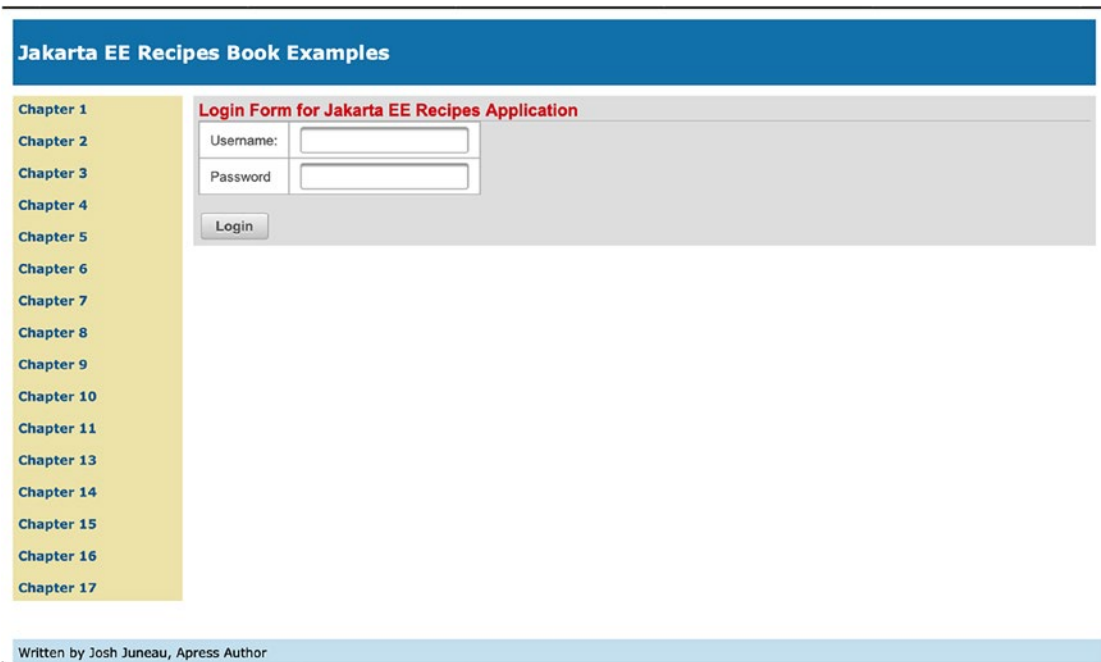 Jakarta EE Recipes Book Examples
Chapter 1
Chapter 2
Chapter 3
Chapter 4
Chapter 5
Chapter 6
Chapter 7
Chapter 8
Chapter 9
Chapter 10
Chapter 11
Chapter 13
Chapter 14
Chapter 15
Chapter 16
Chapter 17
Login Form for Jakarta EE Recipes Application
Username:
Password
Login
Written by Josh Juneau, Apress Author